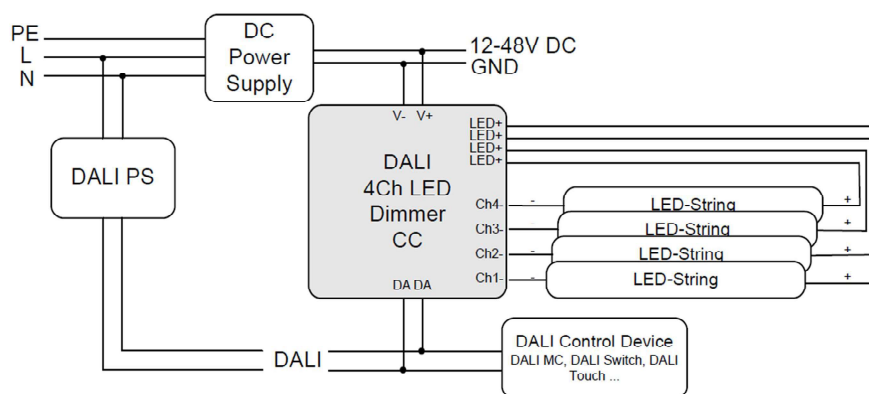 PE
L
N
DC
Power
Supply
12-48V DC
GND
DALI PS
V- V+
LED+
LED+
LED+
LED+
DALI
4Ch LED
Dimmer
CC
Ch4- - LED-String +
Ch3- - LED-String +
Ch2- - LED-String +
Ch1- - LED-String +
DA DA
DALI
DALI Control Device
DALI MC, DALI Switch, DALI
Touch ...